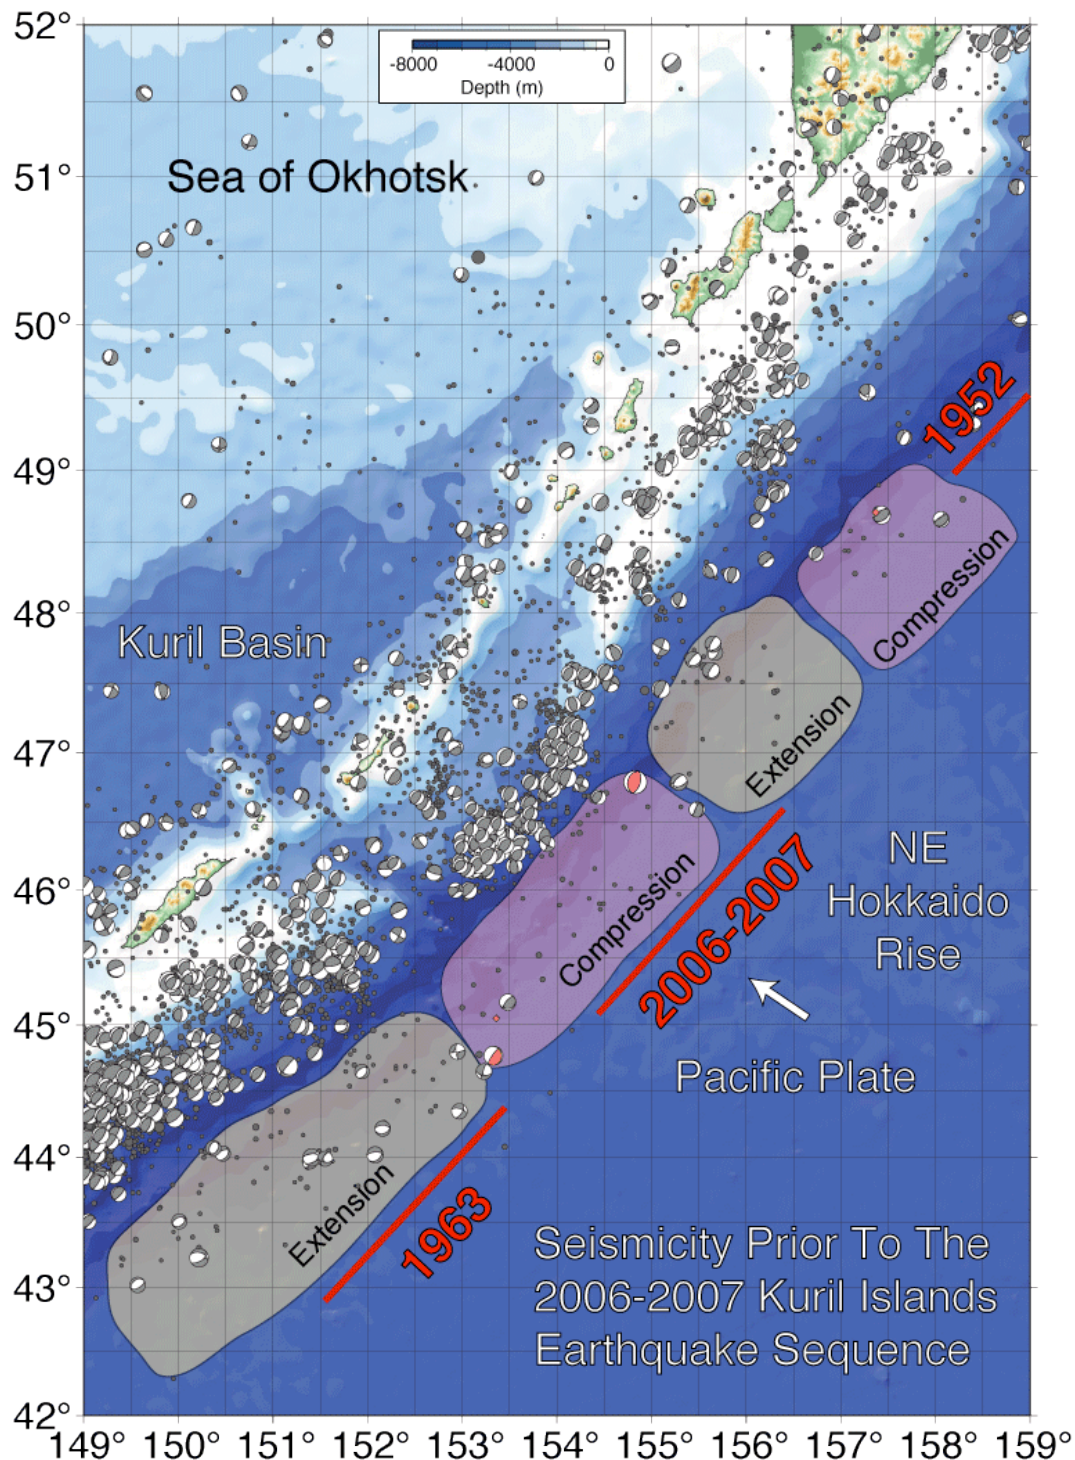 52°
51°
50°
49°
48°
47°
46°
45°
44°
43°
42°
-8000 -4000 0
Depth (m)
Sea of Okhotsk
1952
Compression
Kuril Basin
Extension
NE
Hokkaido
Rise
Compression
2006-2007
Pacific Plate
Extension
1963
Seismicity Prior To The
2006-2007 Kuril Islands
Earthquake Sequence
149° 150° 151° 152° 153° 154° 155° 156° 157° 158° 159°